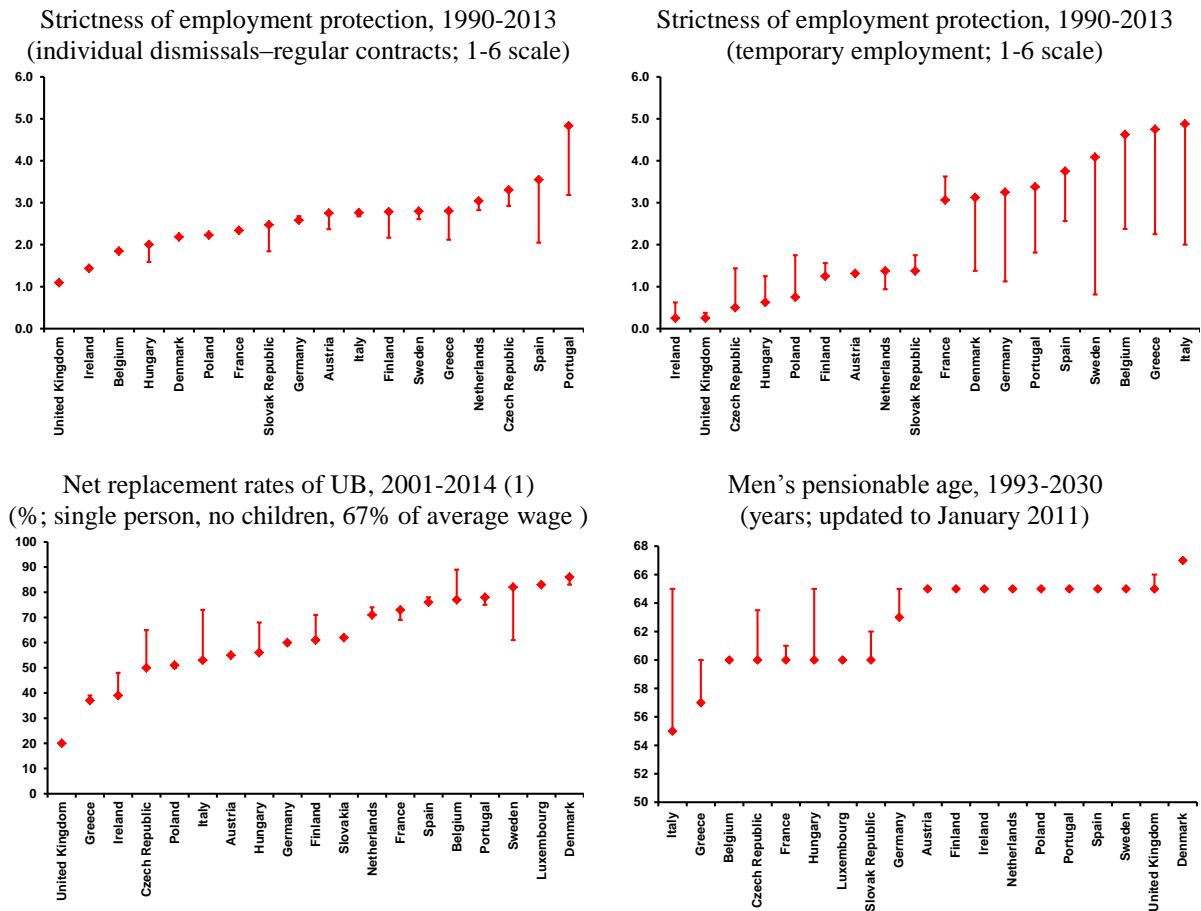 Strictness of employment protection, 1990-2013
(individual dismissals–regular contracts; 1-6 scale)
6.0
5.0
4.0
3.0
2.0
1.0
0.0
United Kingdom
Ireland
Belgium
Hungary
Denmark
Poland
France
Slovak Republic
Germany
Austria
Italy
Finland
Sweden
Greece
Netherlands
Czech Republic
Spain
Portugal
Strictness of employment protection, 1990-2013
(temporary employment; 1-6 scale)
6.0
5.0
4.0
3.0
2.0
1.0
0.0
Ireland
United Kingdom
Czech Republic
Hungary
Poland
Finland
Austria
Netherlands
Slovak Republic
France
Denmark
Germany
Portugal
Spain
Sweden
Belgium
Greece
Italy
Net replacement rates of UB, 2001-2014 (1)
(%; single person, no children, 67% of average wage )
100
90
80
70
60
50
40
30
20
10
0
United Kingdom
Greece
Ireland
Czech Republic
Poland
Italy
Austria
Hungary
Germany
Finland
Slovakia
Netherlands
France
Spain
Belgium
Portugal
Sweden
Luxembourg
Denmark
Men’s pensionable age, 1993-2030
(years; updated to January 2011)
68
66
64
62
60
58
56
54
52
50
Italy
Greece
Belgium
Czech Republic
France
Hungary
Luxembourg
Slovak Republic
Germany
Austria
Finland
Ireland
Netherlands
Poland
Portugal
Spain
Sweden
United Kingdom
Denmark